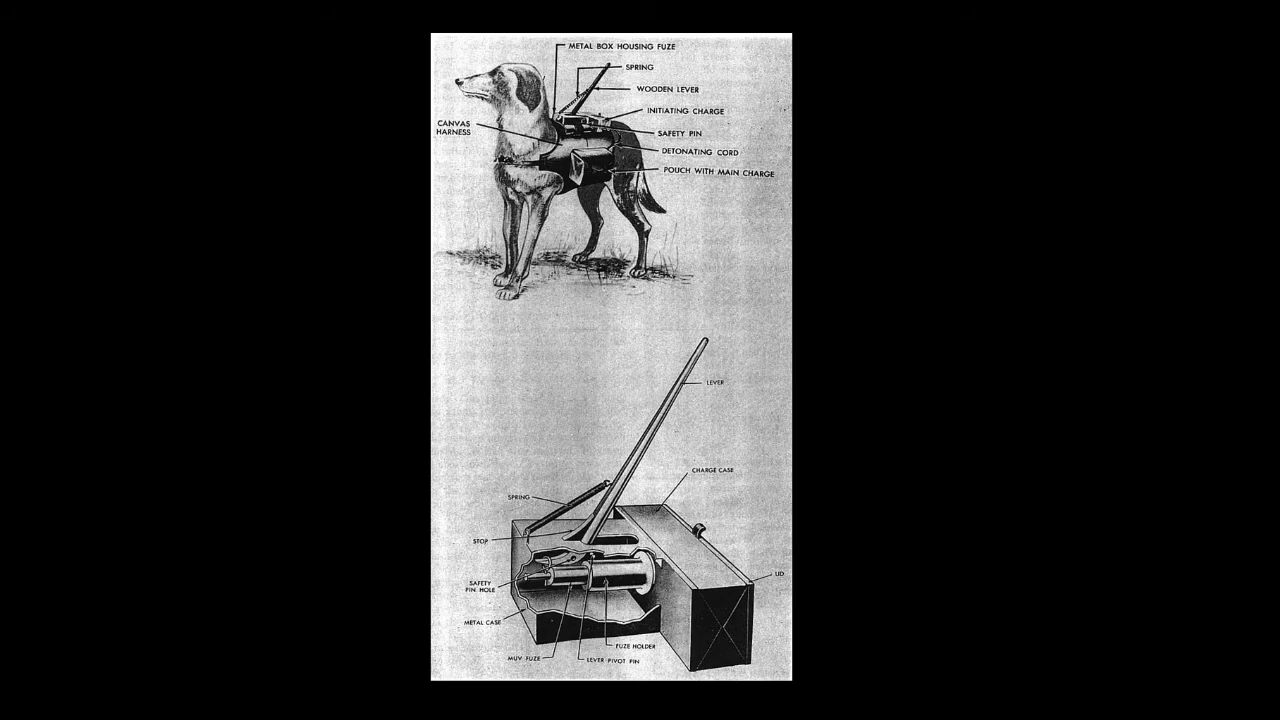 METAL BOX HOUSING FUZE
SPRING
WOODEN LEVER
INITIATING CHARGE
CANVAS
HARNESS
SAFETY PIN
DETONATING CORD
POUCH WITH MAIN CHARGE
LEVER
CHARGE CASE
SPRING
STOP
LID
SAFETY
PIN HOLE
METAL CASE
FUZE HOLDER
MUV FUZE
LEVER PIVOT PIN